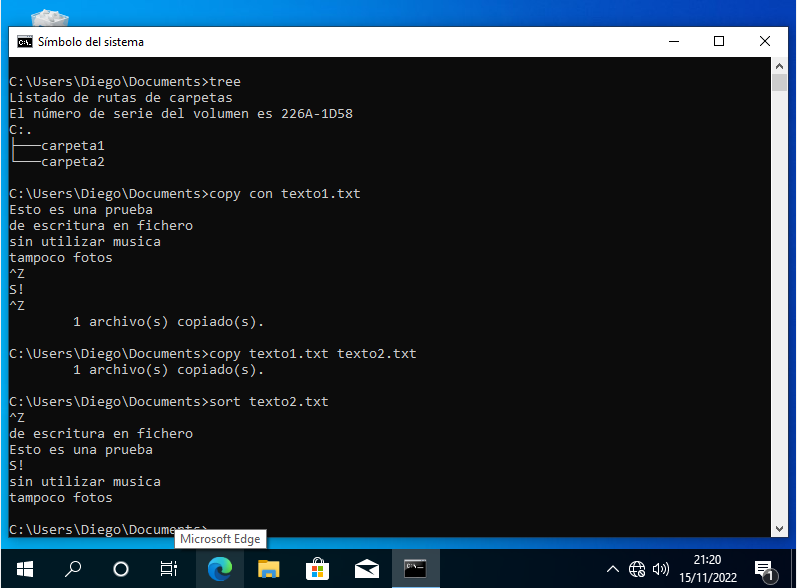 Símbolo del sistema
C:\Users\Diego\Documents>tree
Listado de rutas de carpetas
El número de serie del volumen es 226A-1D58
C:.
├───carpeta1
└───carpeta2
C:\Users\Diego\Documents>copy con texto1.txt
Esto es una prueba
de escritura en fichero
sin utilizar musica
tampoco fotos
^Z
S!
^Z
        1 archivo(s) copiado(s).
C:\Users\Diego\Documents>copy texto1.txt texto2.txt
        1 archivo(s) copiado(s).
C:\Users\Diego\Documents>sort texto2.txt
^Z
de escritura en fichero
Esto es una prueba
S!
sin utilizar musica
tampoco fotos
C:\Users\Diego\Documents>
Microsoft Edge
21:20
15/11/2022
1